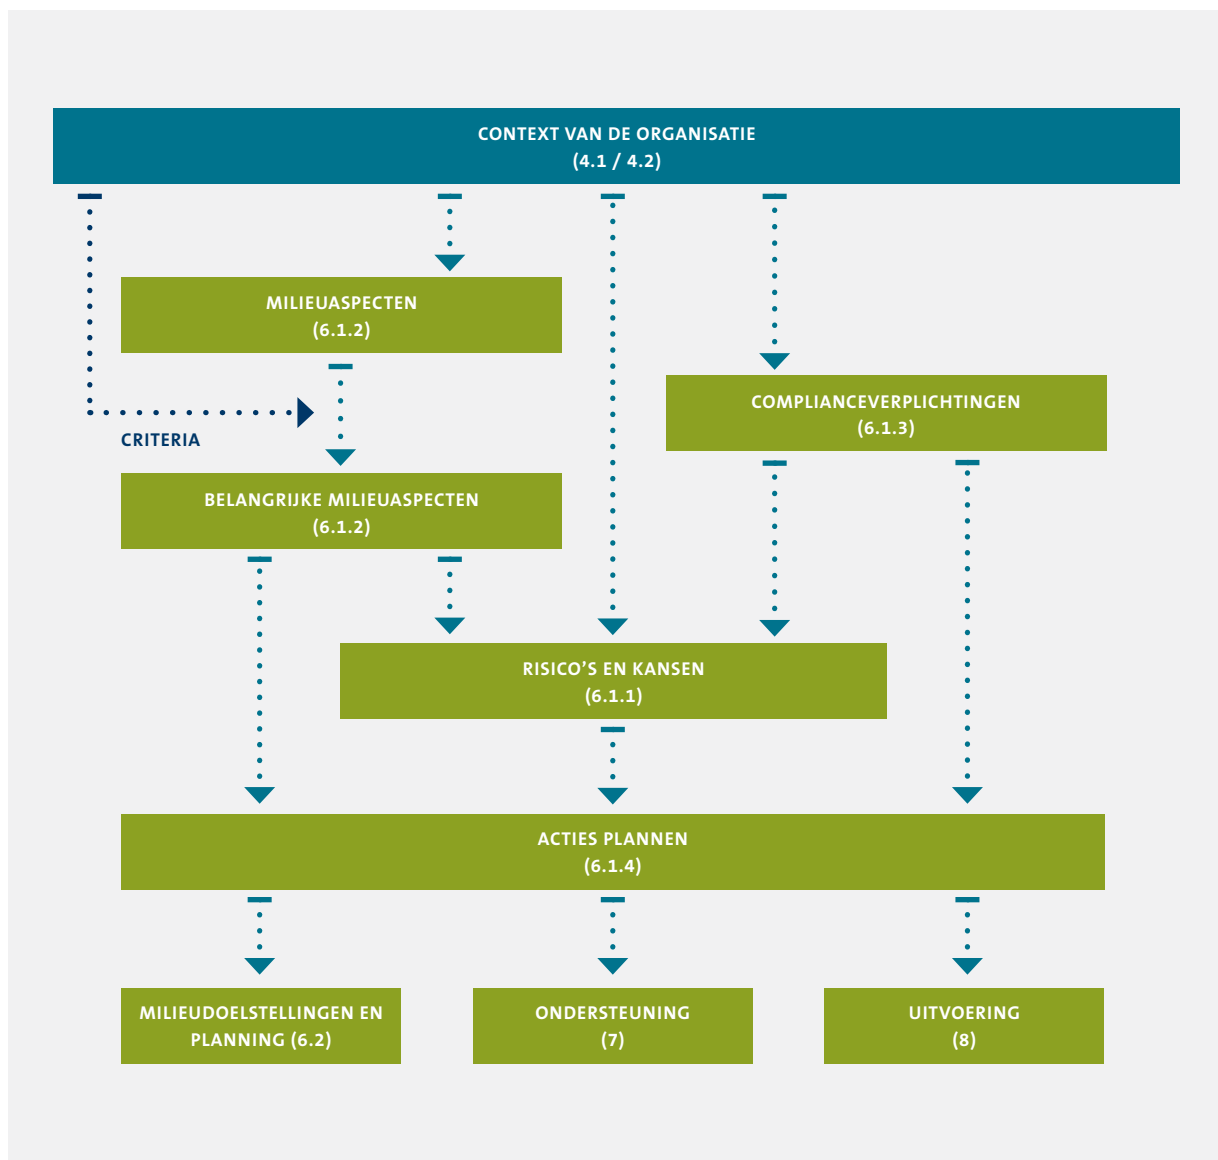 CONTEXT VAN DE ORGANISATIE
(4.1 / 4.2)
MILIEUASPECTEN
(6.1.2)
COMPLIANCEVERPLICHTINGEN
(6.1.3)
CRITERIA
BELANGRIJKE MILIEUASPECTEN
(6.1.2)
RISICO’S EN KANSEN
(6.1.1)
ACTIES PLANNEN
(6.1.4)
MILIEUDOELSTELLINGEN EN
PLANNING (6.2)
ONDERSTEUNING
(7)
UITVOERING
(8)